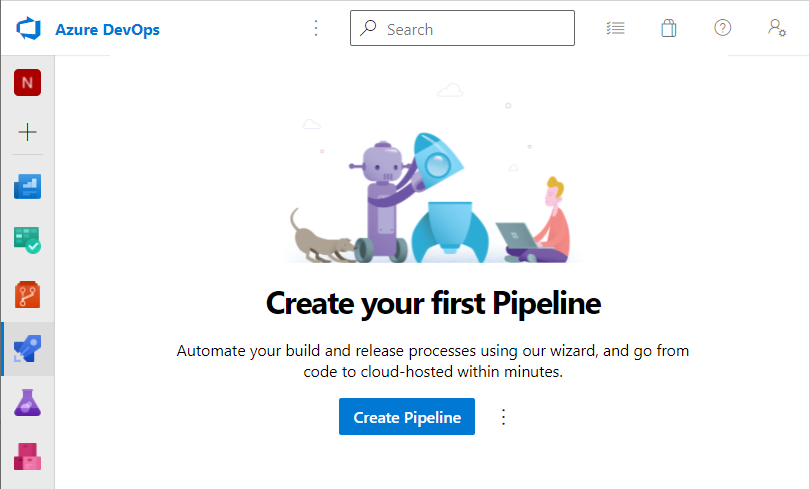 Azure DevOps
Search
N
Create your first Pipeline
Automate your build and release processes using our wizard, and go from
code to cloud-hosted within minutes.
Create Pipeline